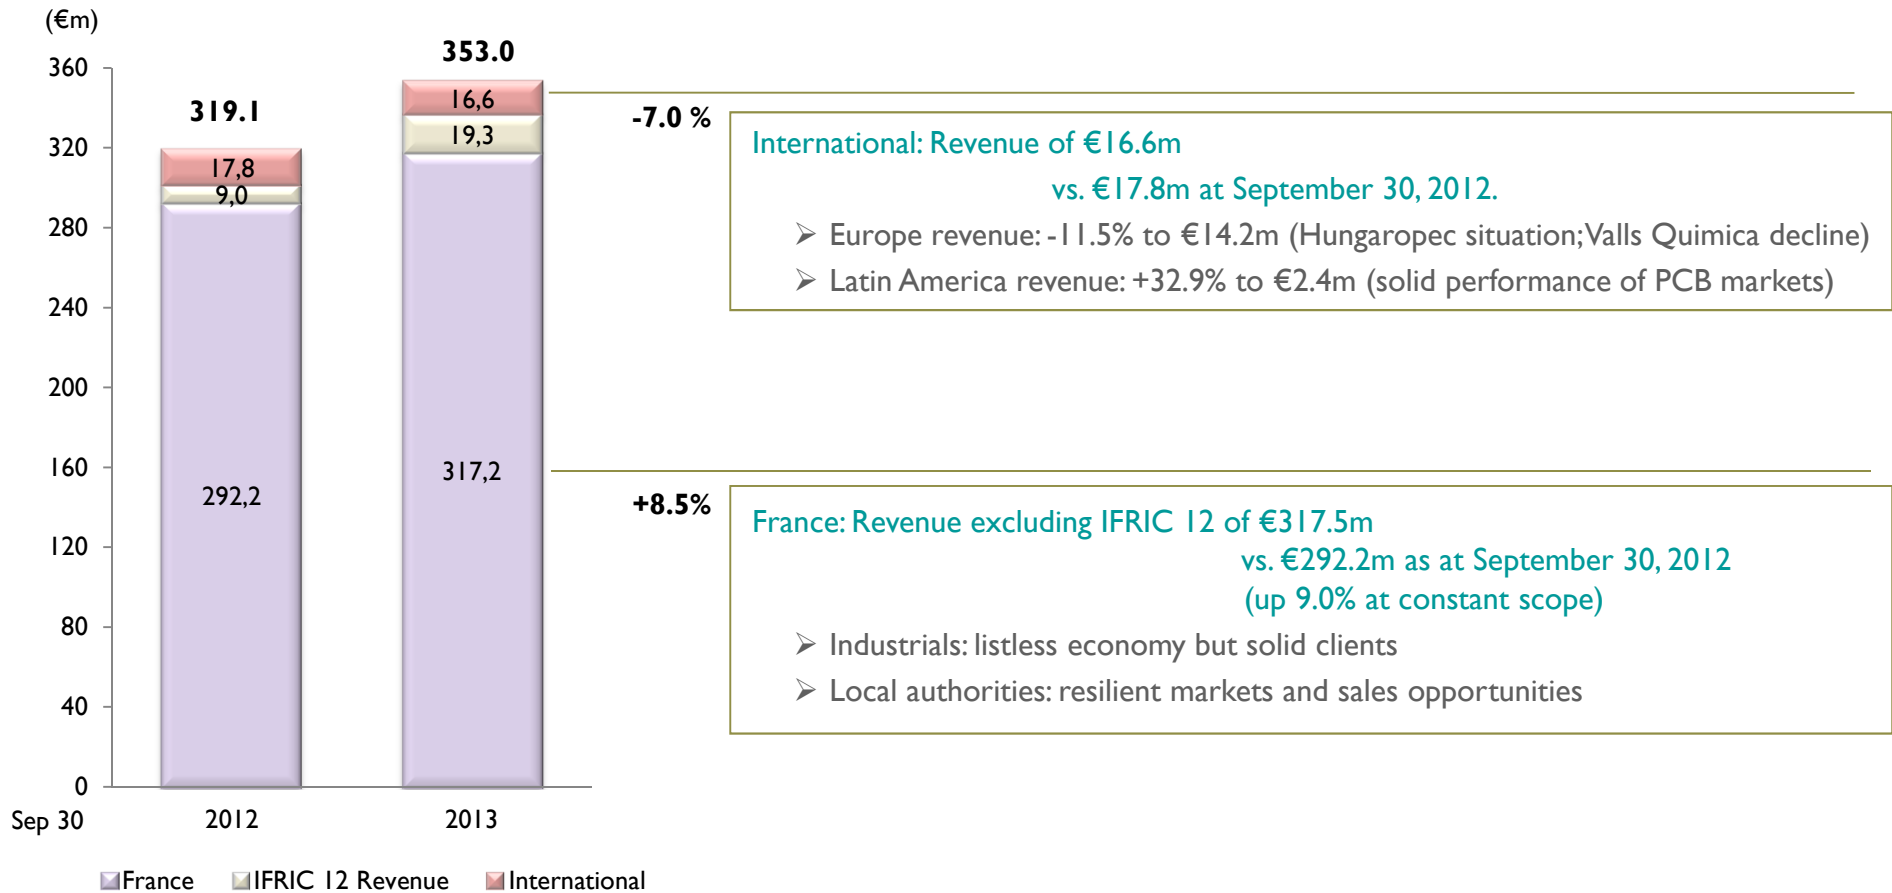 (€m)
353.0
360
16,6
319.1
-7.0 %
19,3
International: Revenue of €16.6m
320
17,8
vs. €17.8m at September 30, 2012.
9,0
280
➢ Europe revenue: -11.5% to €14.2m (Hungaropec situation; Valls Quimica decline)
➢ Latin America revenue: +32.9% to €2.4m (solid performance of PCB markets)
240
200
160
317,2
292,2
+8.5%
France: Revenue excluding IFRIC 12 of €317.5m
120
vs. €292.2m as at September 30, 2012
(up 9.0% at constant scope)
80
➢ Industrials: listless economy but solid clients
➢ Local authorities: resilient markets and sales opportunities
40
0
Sep 30 2012 2013
France IFRIC 12 Revenue International